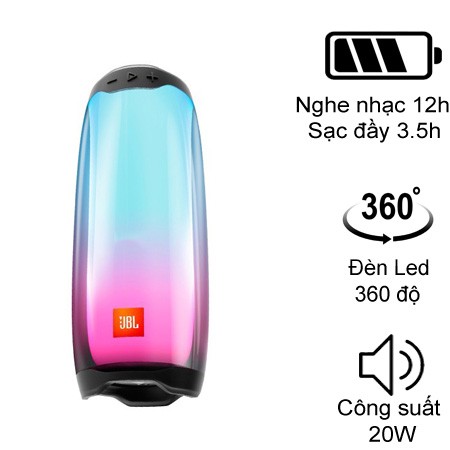 JBL
Nghe nhạc 12h
Sạc đầy 3.5h
360°
Đèn Led
360 độ
Công suất
20W